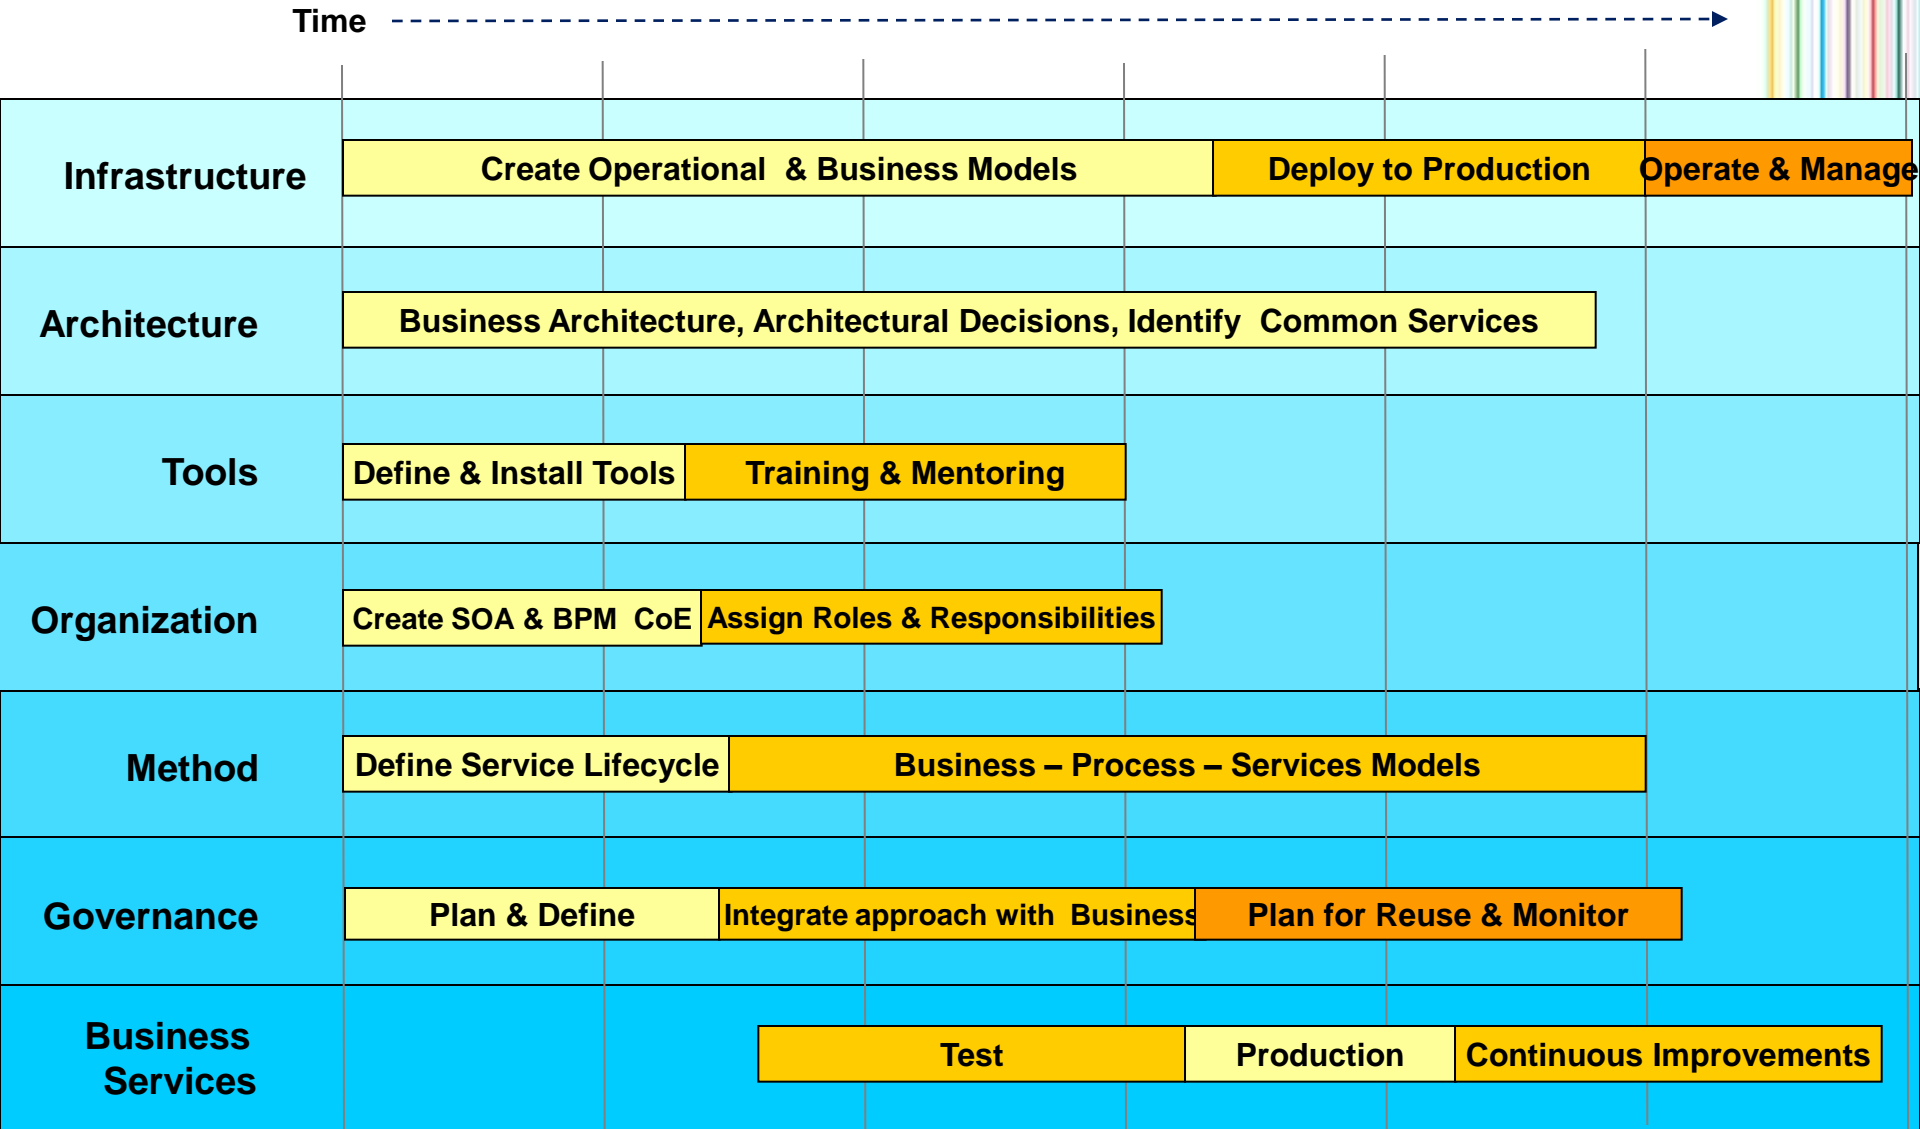 Time
Infrastructure
Create Operational & Business Models
Deploy to Production
Operate & Manage
Architecture
Business Architecture, Architectural Decisions, Identify Common Services
Tools
Define & Install Tools
Training & Mentoring
Organization
Create SOA & BPM CoE
Assign Roles & Responsibilities
Method
Define Service Lifecycle
Business – Process – Services Models
Governance
Plan & Define
Integrate approach with Business
Plan for Reuse & Monitor
Business
Services
Test
Production
Continuous Improvements